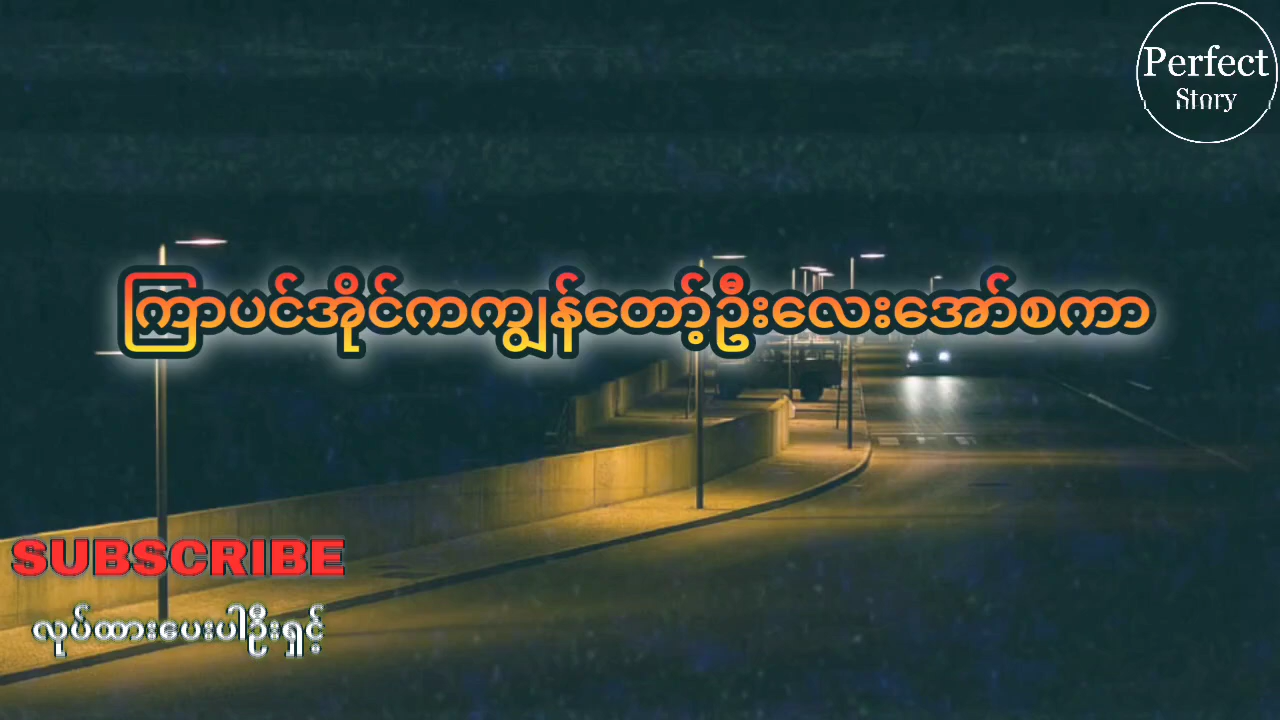 Perfect
Story
ကြာပင်အိုင်ကကျွန်တော့်ဦးလေးအော်စကာ
SUBSCRIBE
လုပ်ထားပေးပါဦးရှင့်